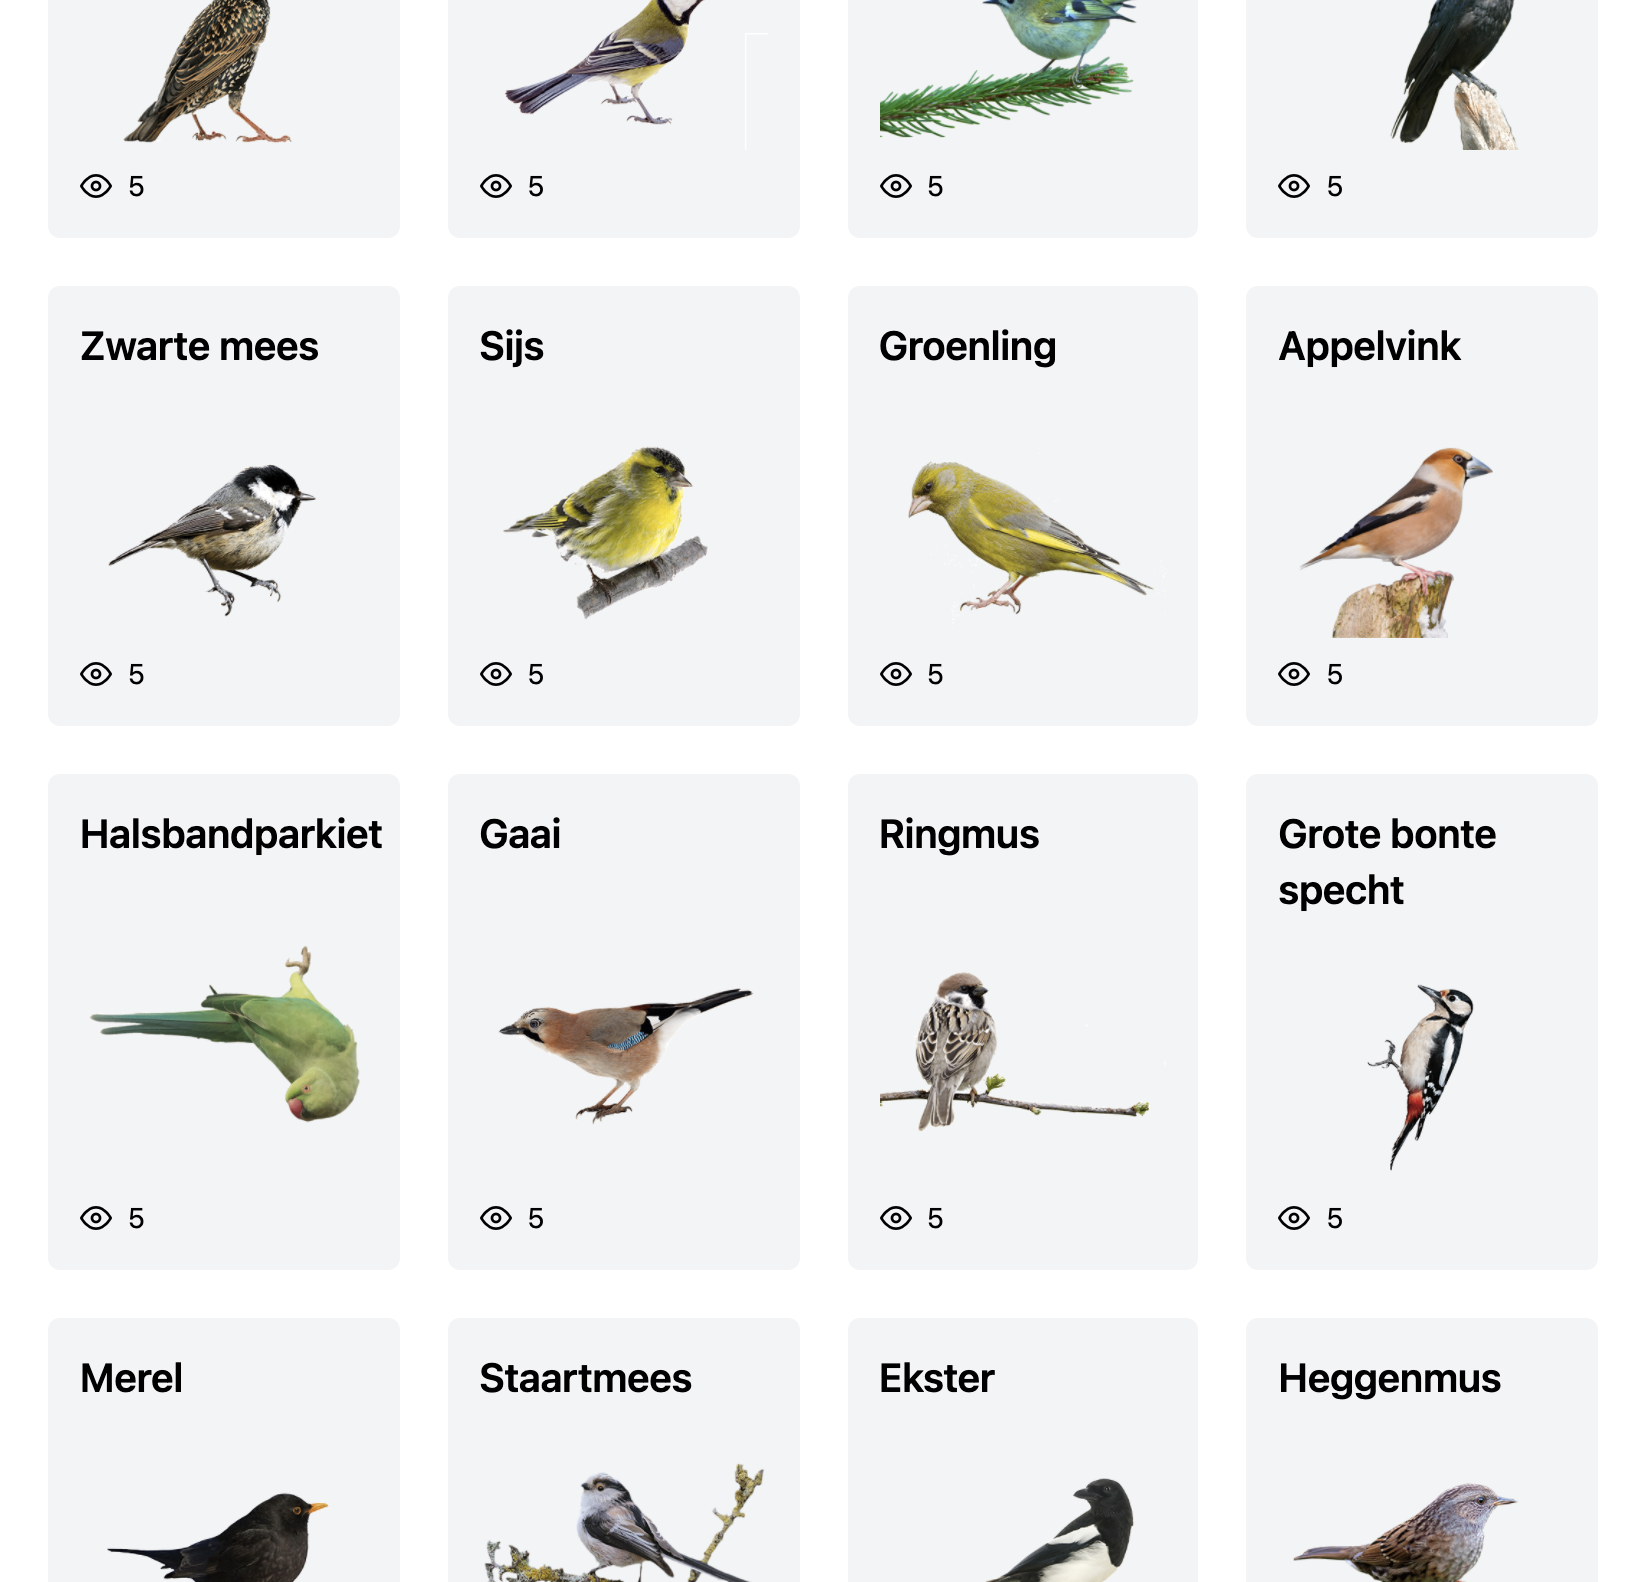 5
5
5
5
Zwarte mees
Sijs
Groenling
Appelvink
5
5
5
5
Halsbandparkiet
Gaai
Ringmus
Grote bonte
specht
5
5
5
5
Merel
Staartmees
Ekster
Heggenmus